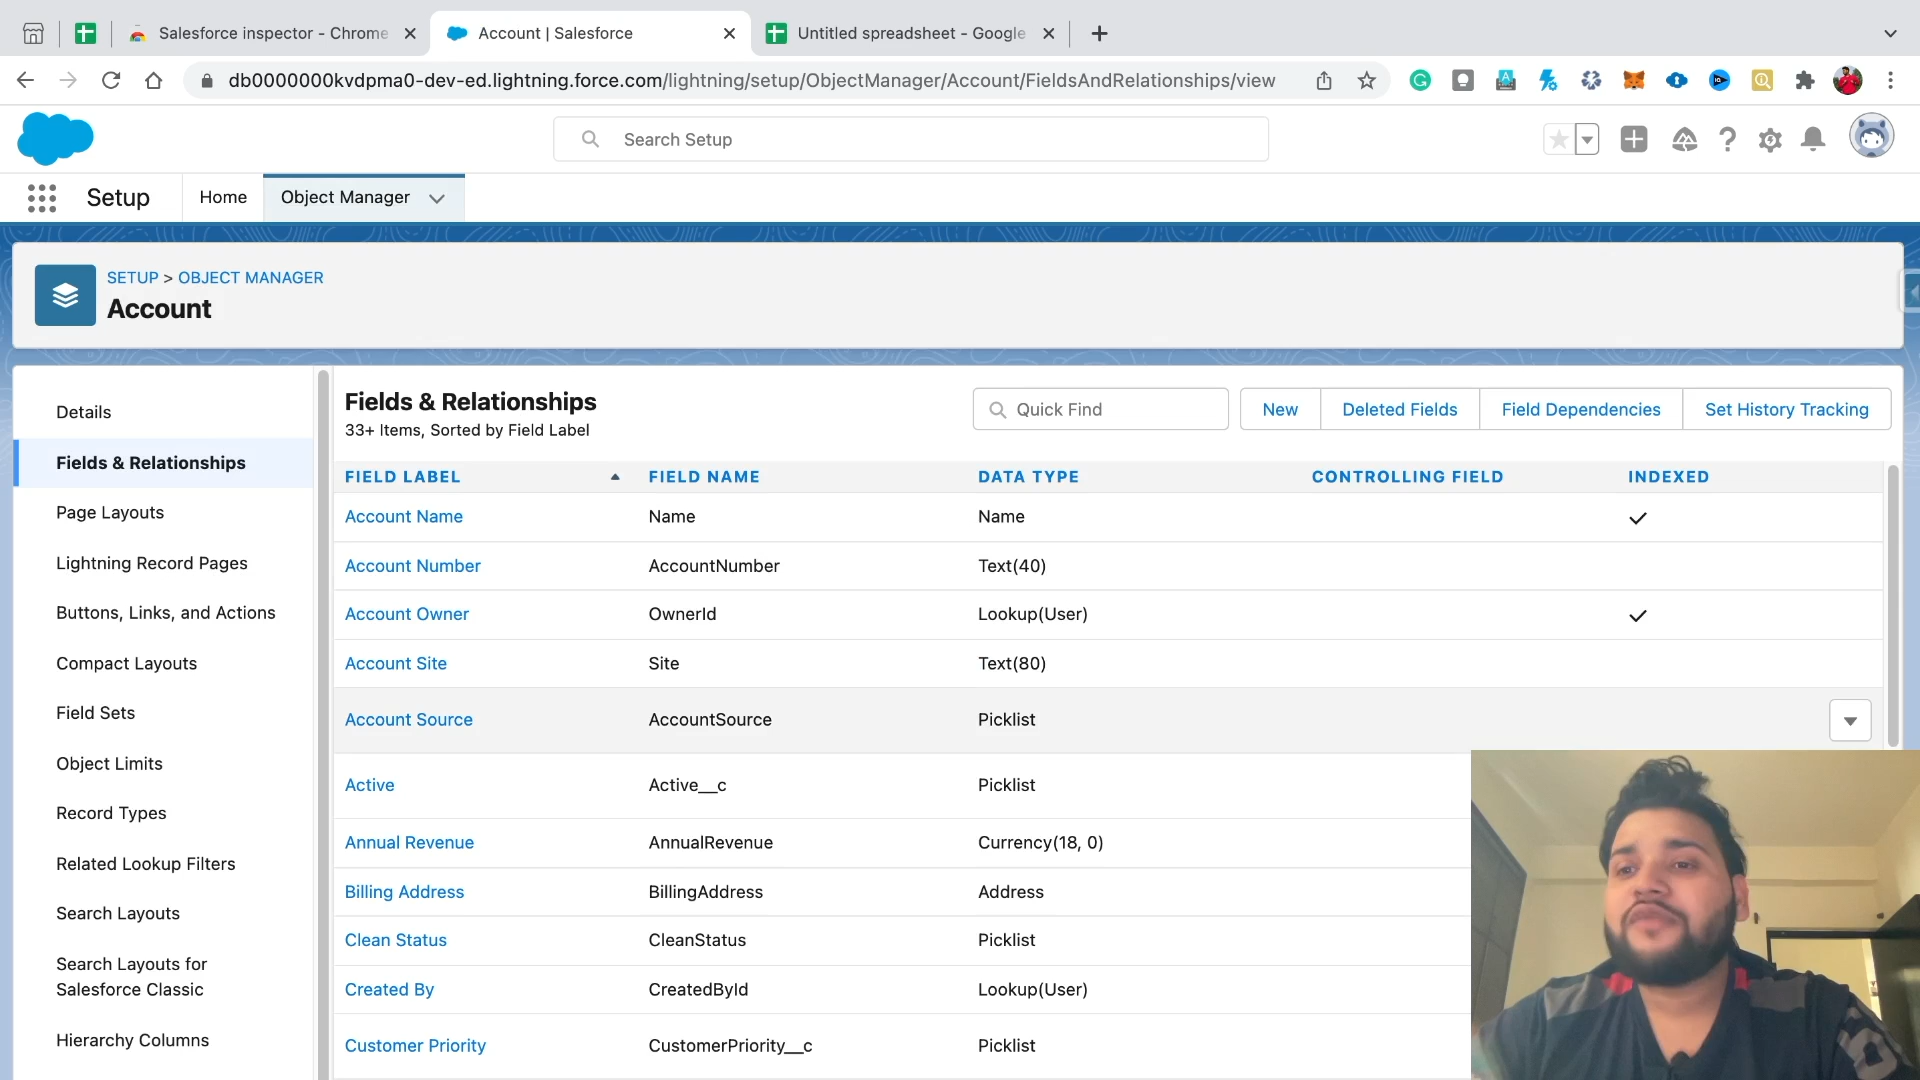 Salesforce inspector - Chrome
Account | Salesforce
Untitled spreadsheet - Google
db0000000kvdpma0-dev-ed.lightning.force.com/lightning/setup/ObjectManager/Account/FieldsAndRelationships/view
Search Setup
Setup
Home
Object Manager
SETUP > OBJECT MANAGER
Account
Details
Fields & Relationships
Page Layouts
Lightning Record Pages
Buttons, Links, and Actions
Compact Layouts
Field Sets
Object Limits
Record Types
Related Lookup Filters
Search Layouts
Search Layouts for
Salesforce Classic
Hierarchy Columns
Fields & Relationships
33+ Items, Sorted by Field Label
Quick Find
New
Deleted Fields
Field Dependencies
Set History Tracking
FIELD LABEL FIELD NAME DATA TYPE CONTROLLING FIELD INDEXED
Account Name Name Name
Account Number AccountNumber Text(40)
Account Owner OwnerId Lookup(User)
Account Site Site Text(80)
Account Source AccountSource Picklist
Active Active__c Picklist
Annual Revenue AnnualRevenue Currency(18, 0)
Billing Address BillingAddress Address
Clean Status CleanStatus Picklist
Created By CreatedById Lookup(User)
Customer Priority CustomerPriority__c Picklist